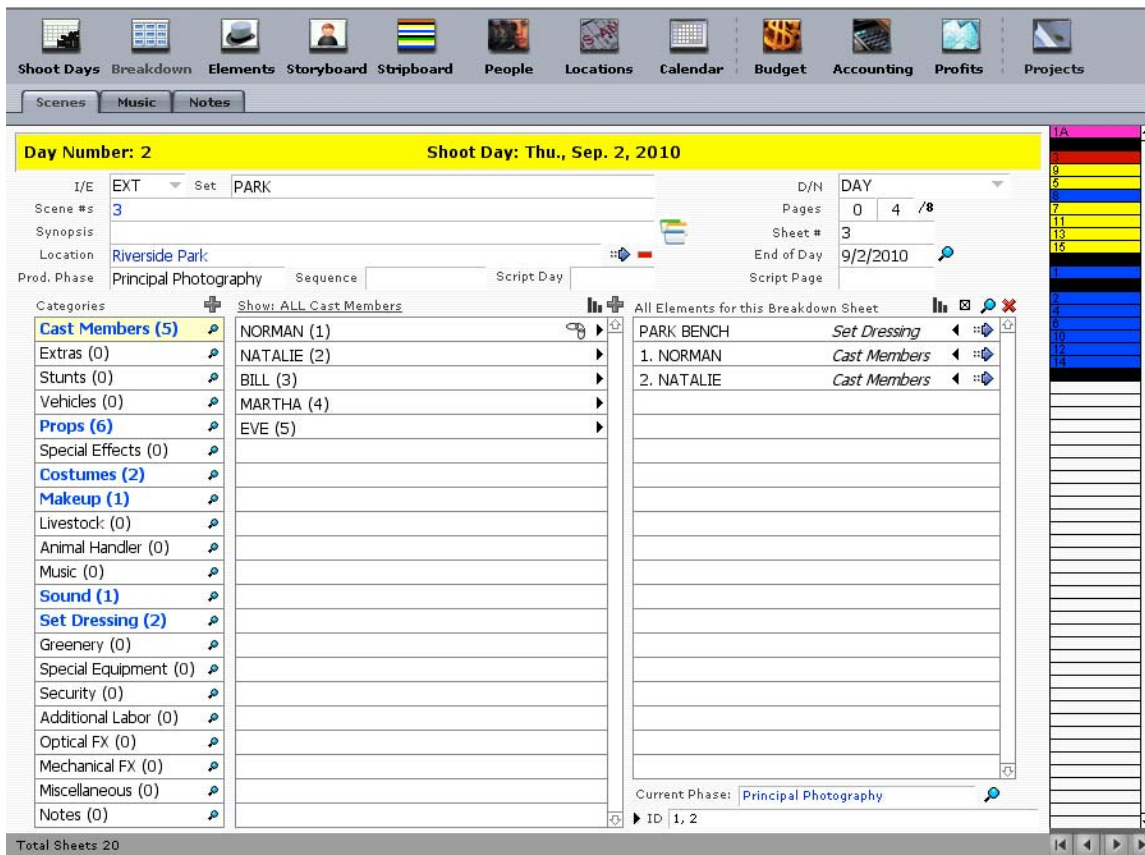 Shoot Days Breakdown Elements Storyboard Stripboard People Locations Calendar Budget Accounting Profits Projects
Scenes Music Notes
Day Number: 2 Shoot Day: Thu., Sep. 2, 2010
I/E EXT Set PARK D/N DAY
Scene #s 3 Pages 0 4 /8
Synopsis Sheet # 3
Location Riverside Park End of Day 9/2/2010
Prod. Phase Principal Photography Sequence Script Day Script Page
Categories Show: ALL Cast Members All Elements for this Breakdown Sheet
Cast Members (5) NORMAN (1) PARK BENCH Set Dressing
Extras (0) NATALIE (2) 1. NORMAN Cast Members
Stunts (0) BILL (3) 2. NATALIE Cast Members
Vehicles (0) MARTHA (4)
Props (6) EVE (5)
Special Effects (0)
Costumes (2)
Makeup (1)
Livestock (0)
Animal Handler (0)
Music (0)
Sound (1)
Set Dressing (2)
Greenery (0)
Special Equipment (0)
Security (0)
Additional Labor (0)
Optical FX (0)
Mechanical FX (0)
Miscellaneous (0)
Notes (0)
Current Phase: Principal Photography
ID 1, 2
Total Sheets 20
1A
3
9
5
8
7
11
13
15
1
2
4
6
10
12
14